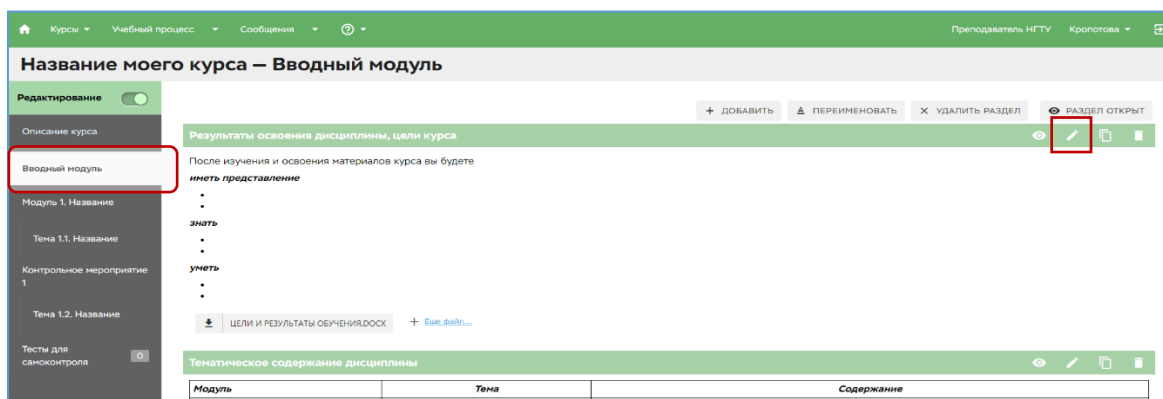 Курсы Учебный процесс Сообщения Преподаватель НГТУ Кропотова
Название моего курса – Вводный модуль
Редактирование
+ ДОБАВИТЬ ПЕРЕИМЕНОВАТЬ УДАЛИТЬ РАЗДЕЛ РАЗДЕЛ ОТКРЫТ
Описание курса
Результаты освоения дисциплины, цели курса
Вводный модуль
После изучения и освоения материалов курса вы будете
иметь представление
•
•
Модуль 1. Название
знать
•
•
Тема 1.1. Название
Контрольное мероприятие
1
уметь
•
•
Тема 1.2. Название
ЦЕЛИ И РЕЗУЛЬТАТЫ ОБУЧЕНИЯ.DOCX + Еще файл...
Тесты для
самоконтроля 0
Тематическое содержание дисциплины
Модуль Тема Содержание